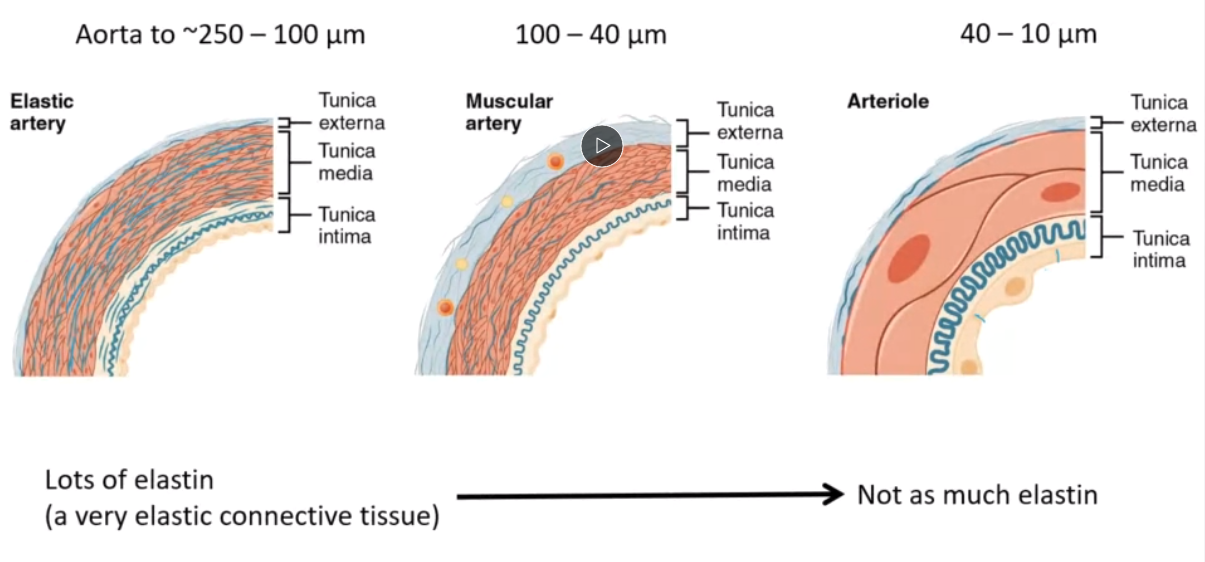 Aorta to ~250 – 100 µm
100 – 40 µm
40 – 10 µm
Elastic
artery
Tunica
externa
Tunica
media
Tunica
intima
Muscular
artery
Tunica
externa
Tunica
media
Tunica
intima
Arteriole
Tunica
externa
Tunica
media
Tunica
intima
Lots of elastin
(a very elastic connective tissue)
Not as much elastin